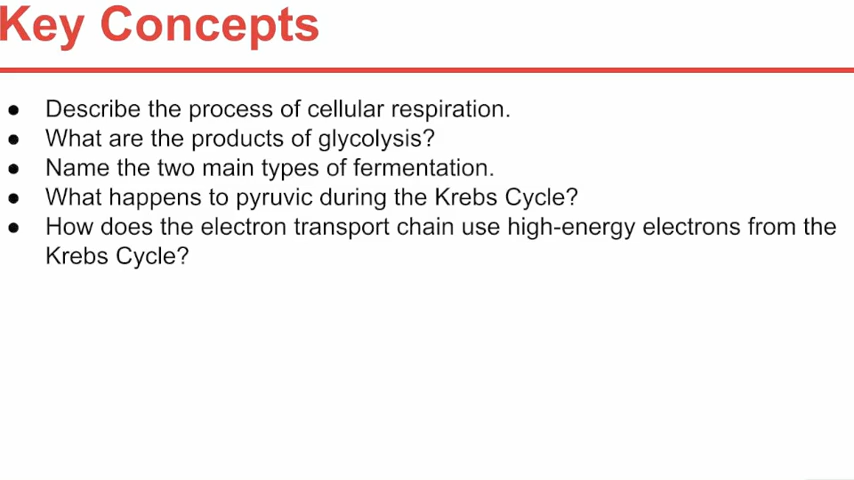 Key Concepts
● Describe the process of cellular respiration.
● What are the products of glycolysis?
● Name the two main types of fermentation.
● What happens to pyruvic during the Krebs Cycle?
● How does the electron transport chain use high-energy electrons from the
Krebs Cycle?